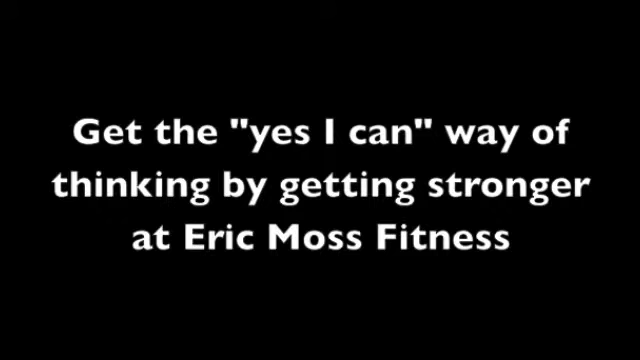 Get the "yes I can" way of
thinking by getting stronger
at Eric Moss Fitness